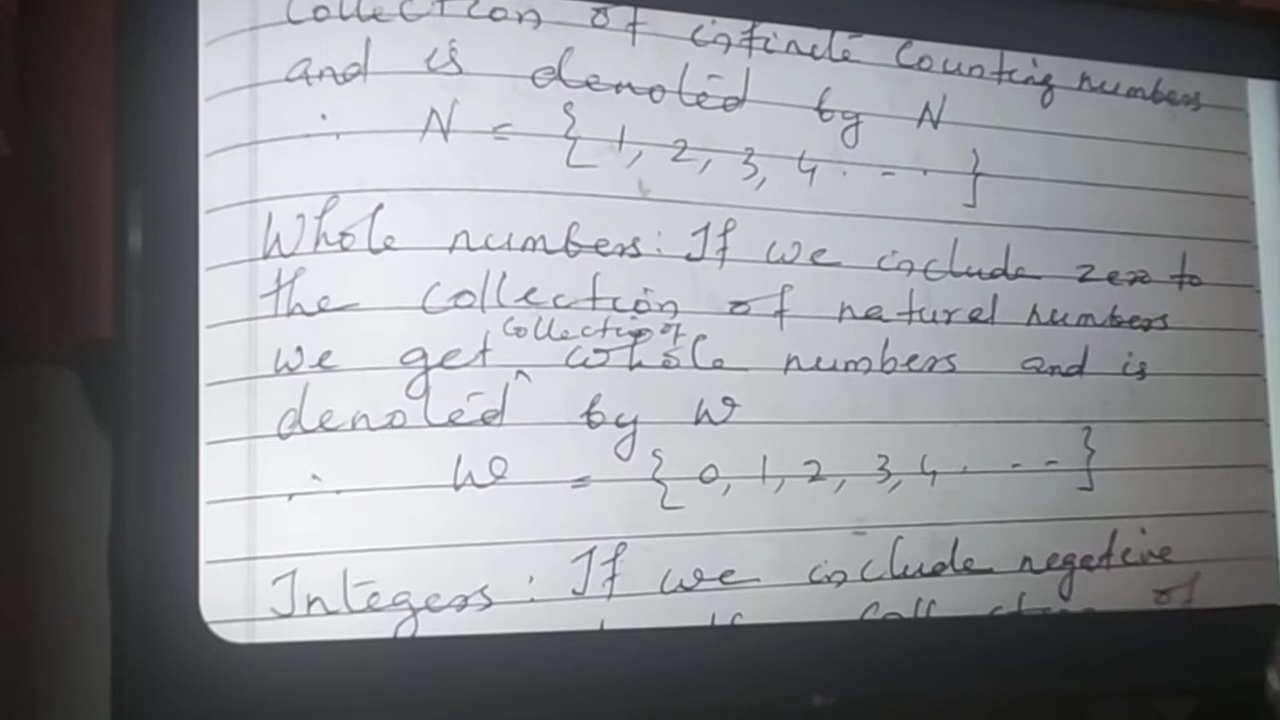 Collection of infinite Counting numbers
and is denoted by N
∴ N = {1, 2, 3, 4 . - - . }
Whole numbers: If we include zero to
the collection of natural numbers
we get ^ collection of whole numbers and is
denoted by W
∴ W = {0, 1, 2, 3, 4 . - - - }
Integers: If we include negative
of